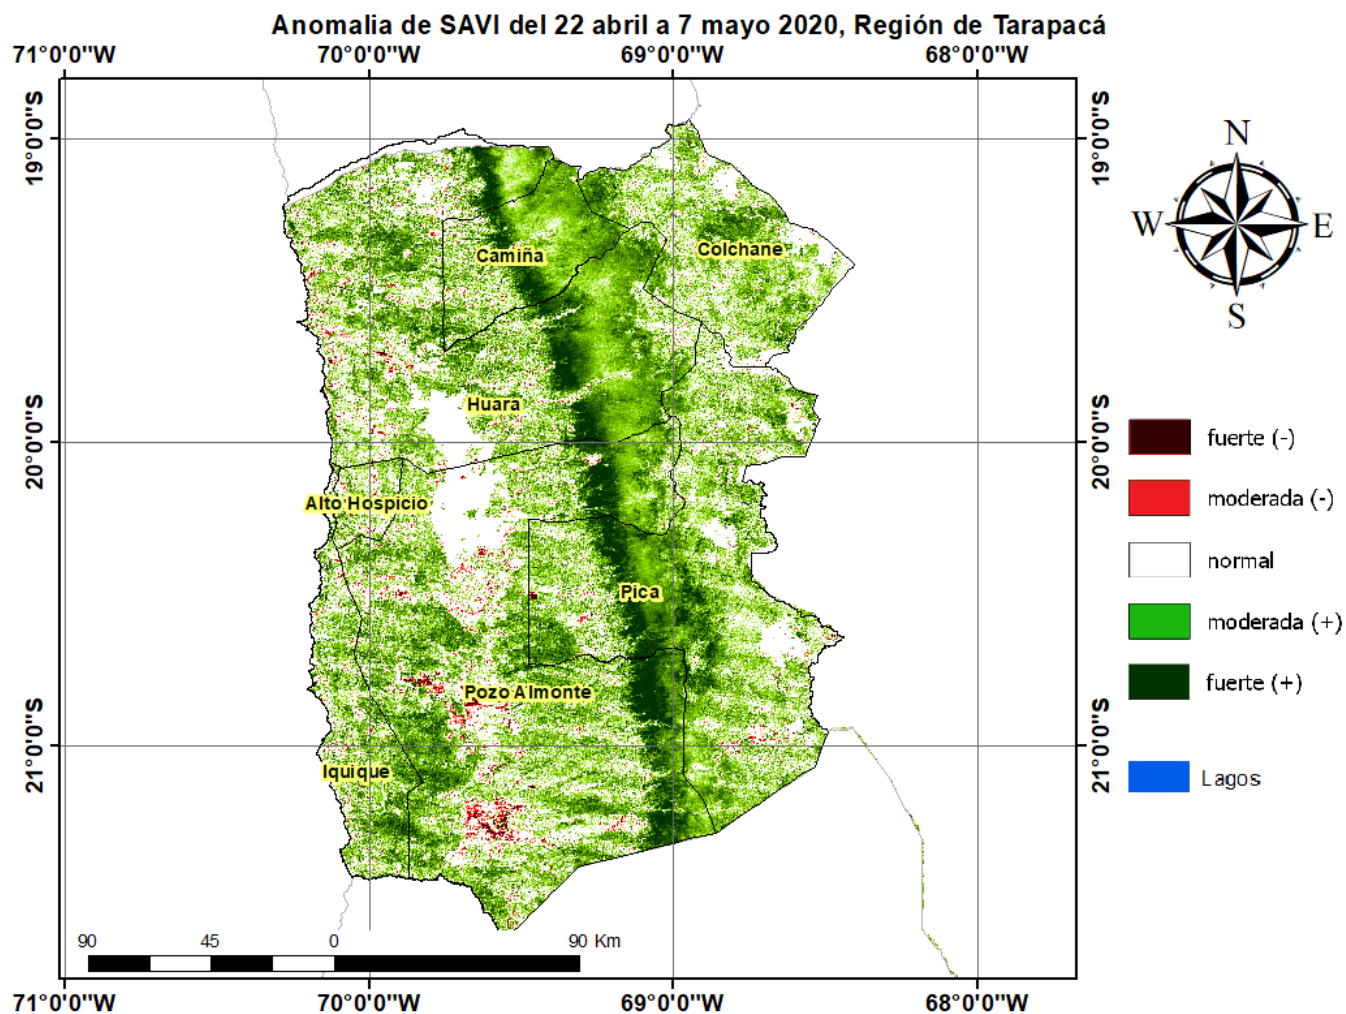 Anomalia de SAVI del 22 abril a 7 mayo 2020, Región de Tarapacá
71°0'0"W 70°0'0"W 69°0'0"W 68°0'0"W
19°0'0"S 19°0'0"S
N
W E
S
Camiña
Colchane
Huara
20°0'0"S 20°0'0"S
fuerte (-)
Alto Hospicio
moderada (-)
normal
Pica
moderada (+)
Pozo Almonte
fuerte (+)
21°0'0"S 21°0'0"S
Iquique
Lagos
90 45 0 90 Km
71°0'0"W 70°0'0"W 69°0'0"W 68°0'0"W